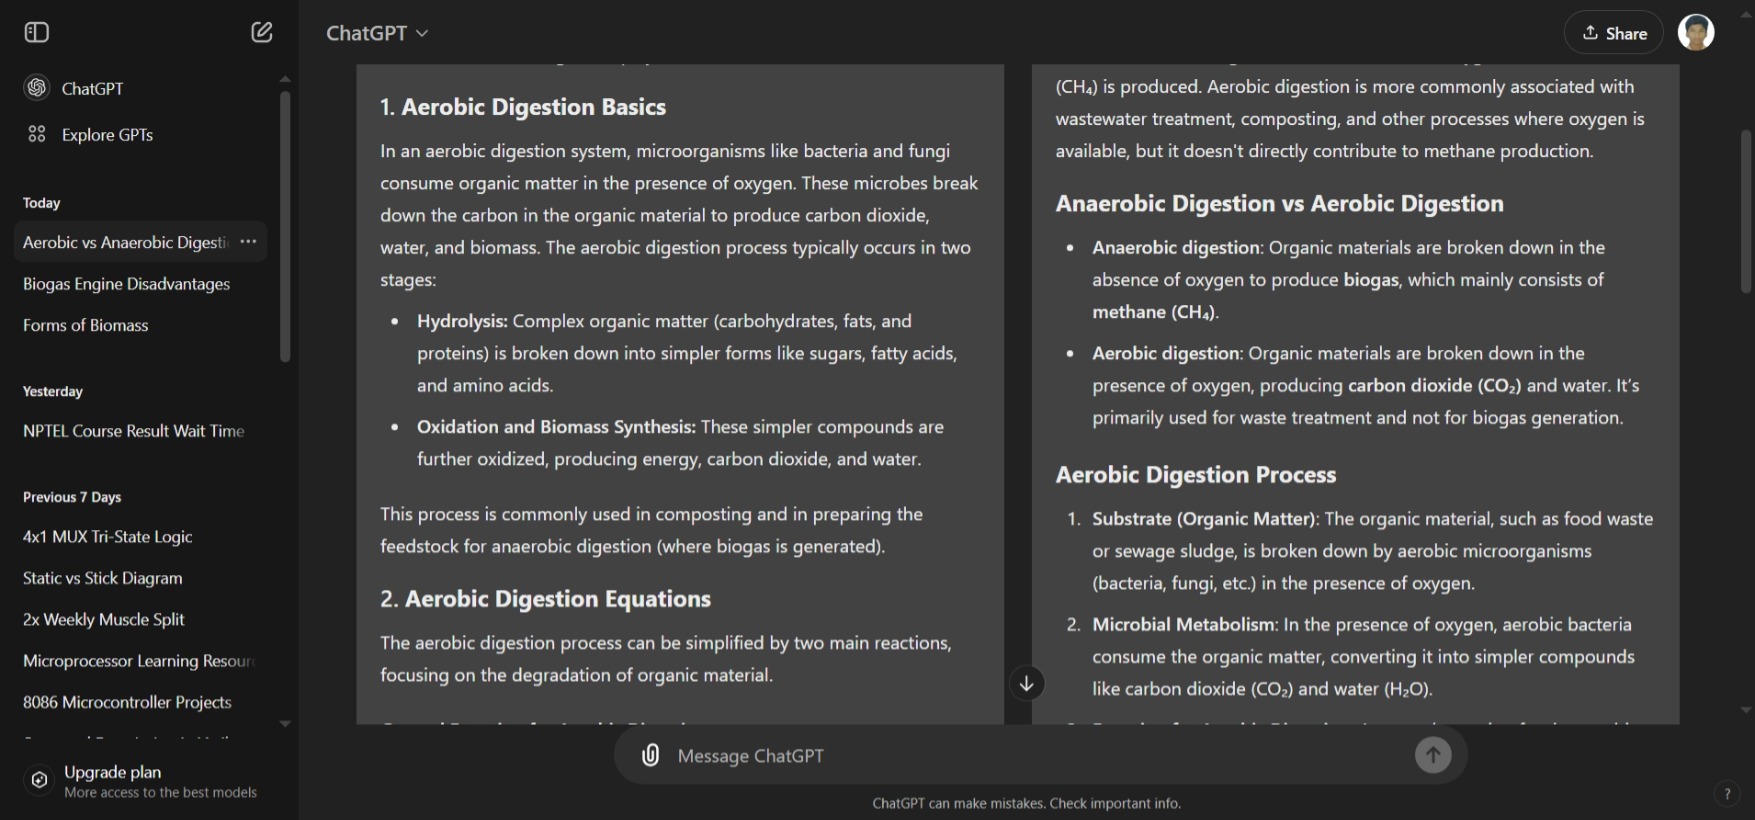 ChatGPT
Explore GPTs
Today
Aerobic vs Anaerobic Digesti
Biogas Engine Disadvantages
Forms of Biomass
Yesterday
NPTEL Course Result Wait Time
Previous 7 Days
4x1 MUX Tri-State Logic
Static vs Stick Diagram
2x Weekly Muscle Split
Microprocessor Learning Resour
8086 Microcontroller Projects
Upgrade plan
More access to the best models
ChatGPT
Share
1. Aerobic Digestion Basics
In an aerobic digestion system, microorganisms like bacteria and fungi
consume organic matter in the presence of oxygen. These microbes break
down the carbon in the organic material to produce carbon dioxide,
water, and biomass. The aerobic digestion process typically occurs in two
stages:
• Hydrolysis: Complex organic matter (carbohydrates, fats, and
proteins) is broken down into simpler forms like sugars, fatty acids,
and amino acids.
• Oxidation and Biomass Synthesis: These simpler compounds are
further oxidized, producing energy, carbon dioxide, and water.
This process is commonly used in composting and in preparing the
feedstock for anaerobic digestion (where biogas is generated).
2. Aerobic Digestion Equations
The aerobic digestion process can be simplified by two main reactions,
focusing on the degradation of organic material.
(CH₄) is produced. Aerobic digestion is more commonly associated with
wastewater treatment, composting, and other processes where oxygen is
available, but it doesn't directly contribute to methane production.
Anaerobic Digestion vs Aerobic Digestion
• Anaerobic digestion: Organic materials are broken down in the
absence of oxygen to produce biogas, which mainly consists of
methane (CH₄).
• Aerobic digestion: Organic materials are broken down in the
presence of oxygen, producing carbon dioxide (CO₂) and water. It's
primarily used for waste treatment and not for biogas generation.
Aerobic Digestion Process
1. Substrate (Organic Matter): The organic material, such as food waste
or sewage sludge, is broken down by aerobic microorganisms
(bacteria, fungi, etc.) in the presence of oxygen.
2. Microbial Metabolism: In the presence of oxygen, aerobic bacteria
consume the organic matter, converting it into simpler compounds
like carbon dioxide (CO₂) and water (H₂O).
Message ChatGPT
ChatGPT can make mistakes. Check important info.
?